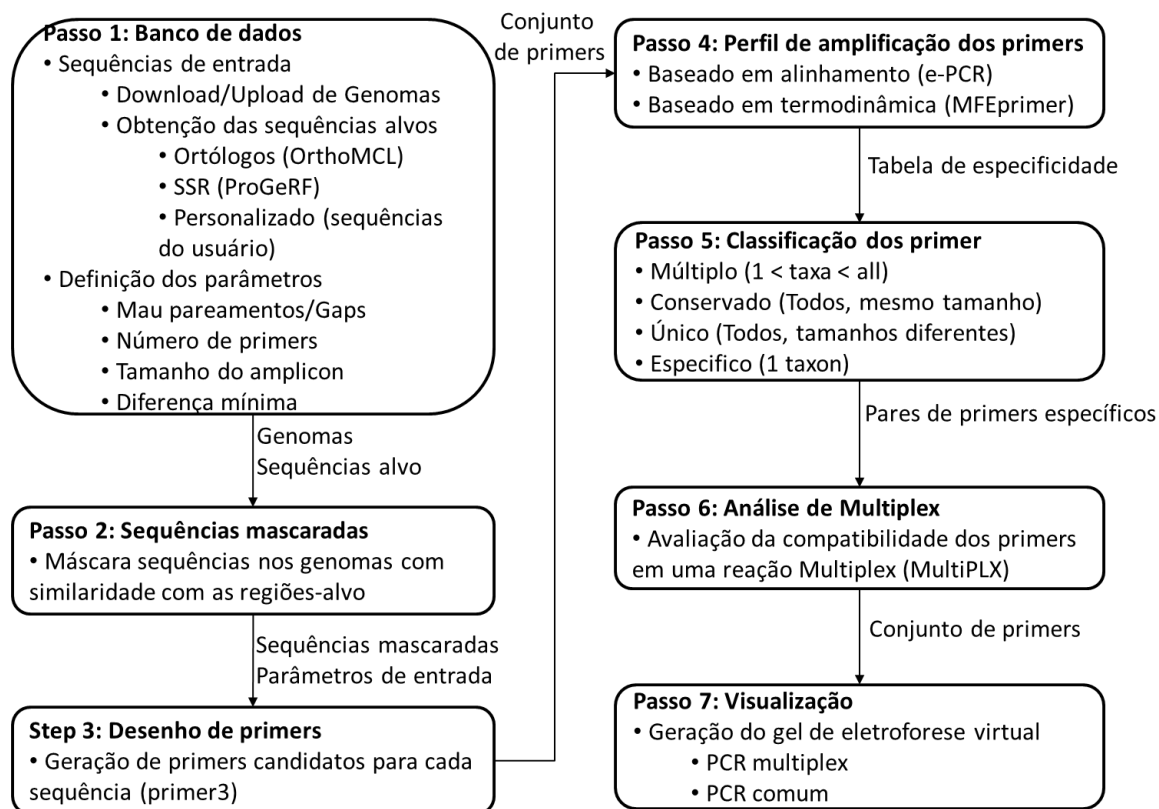 Passo 1: Banco de dados
• Sequências de entrada
• Download/Upload de Genomas
• Obtenção das sequências alvos
• Ortólogos (OrthoMCL)
• SSR (ProGeRF)
• Personalizado (sequências
do usuário)
• Definição dos parâmetros
• Mau pareamentos/Gaps
• Número de primers
• Tamanho do amplicon
• Diferença mínima
Genomas
Sequências alvo
Passo 2: Sequências mascaradas
• Máscara sequências nos genomas com
similaridade com as regiões-alvo
Sequências mascaradas
Parâmetros de entrada
Step 3: Desenho de primers
• Geração de primers candidatos para cada
sequência (primer3)
Conjunto
de primers
Passo 4: Perfil de amplificação dos primers
• Baseado em alinhamento (e-PCR)
• Baseado em termodinâmica (MFEprimer)
Tabela de especificidade
Passo 5: Classificação dos primer
• Múltiplo (1 < taxa < all)
• Conservado (Todos, mesmo tamanho)
• Único (Todos, tamanhos diferentes)
• Especifico (1 taxon)
Pares de primers específicos
Passo 6: Análise de Multiplex
• Avaliação da compatibilidade dos primers
em uma reação Multiplex (MultiPLX)
Conjunto de primers
Passo 7: Visualização
• Geração do gel de eletroforese virtual
• PCR multiplex
• PCR comum